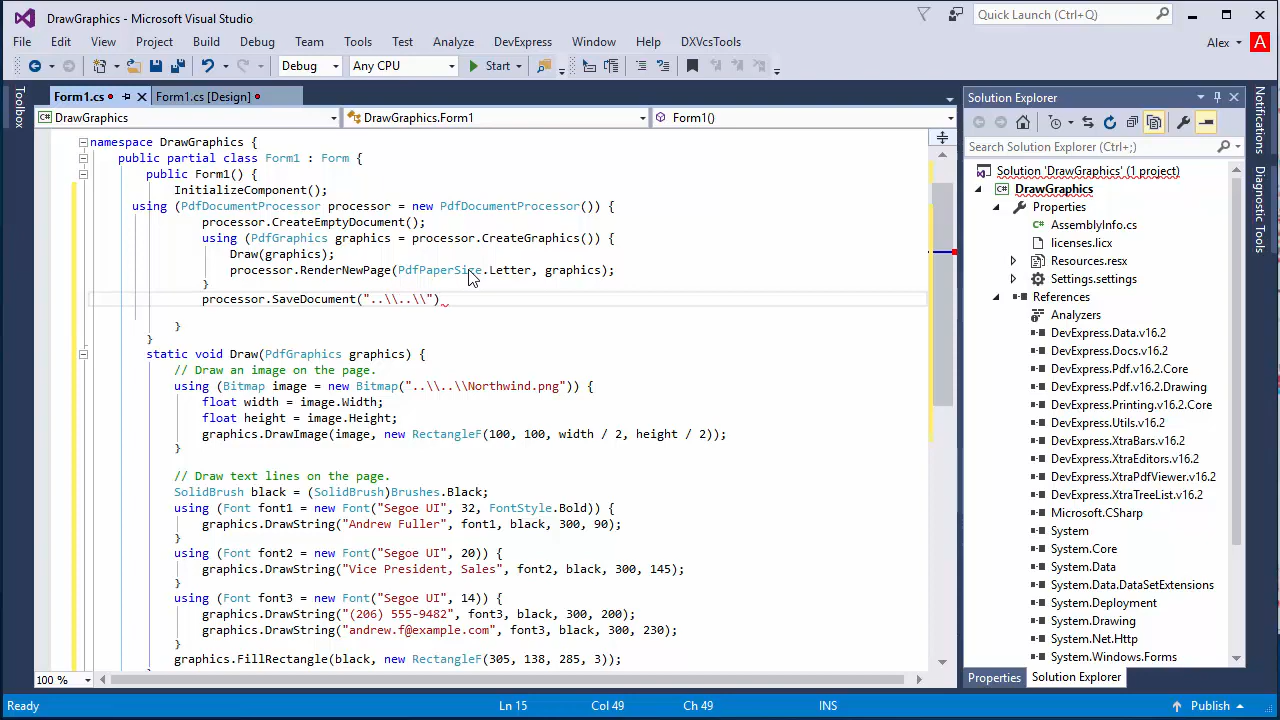 DrawGraphics - Microsoft Visual Studio
Quick Launch (Ctrl+Q)
File Edit View Project Build Debug Team Tools Test Analyze DevExpress Window Help DXVcsTools
Alex A
Debug Any CPU Start
Toolbox
Form1.cs Form1.cs [Design]
DrawGraphics DrawGraphics.Form1 Form1()
namespace DrawGraphics {
public partial class Form1 : Form {
public Form1() {
InitializeComponent();
using (PdfDocumentProcessor processor = new PdfDocumentProcessor()) {
processor.CreateEmptyDocument();
using (PdfGraphics graphics = processor.CreateGraphics()) {
Draw(graphics);
processor.RenderNewPage(PdfPaperSize.Letter, graphics);
}
processor.SaveDocument("..\\..\\")
}
}
static void Draw(PdfGraphics graphics) {
// Draw an image on the page.
using (Bitmap image = new Bitmap("..\\..\\Northwind.png")) {
float width = image.Width;
float height = image.Height;
graphics.DrawImage(image, new RectangleF(100, 100, width / 2, height / 2));
}
// Draw text lines on the page.
SolidBrush black = (SolidBrush)Brushes.Black;
using (Font font1 = new Font("Segoe UI", 32, FontStyle.Bold)) {
graphics.DrawString("Andrew Fuller", font1, black, 300, 90);
}
using (Font font2 = new Font("Segoe UI", 20)) {
graphics.DrawString("Vice President, Sales", font2, black, 300, 145);
}
using (Font font3 = new Font("Segoe UI", 14)) {
graphics.DrawString("(206) 555-9482", font3, black, 300, 200);
graphics.DrawString("andrew.f@example.com", font3, black, 300, 230);
}
graphics.FillRectangle(black, new RectangleF(305, 138, 285, 3));
100 %
Solution Explorer
Search Solution Explorer (Ctrl+;)
Solution 'DrawGraphics' (1 project)
C# DrawGraphics
Properties
AssemblyInfo.cs
licenses.licx
Resources.resx
Settings.settings
References
Analyzers
DevExpress.Data.v16.2
DevExpress.Docs.v16.2
DevExpress.Pdf.v16.2.Core
DevExpress.Pdf.v16.2.Drawing
DevExpress.Printing.v16.2.Core
DevExpress.Utils.v16.2
DevExpress.XtraBars.v16.2
DevExpress.XtraEditors.v16.2
DevExpress.XtraPdfViewer.v16.2
DevExpress.XtraTreeList.v16.2
Microsoft.CSharp
System
System.Core
System.Data
System.Data.DataSetExtensions
System.Deployment
System.Drawing
System.Net.Http
System.Windows.Forms
Properties Solution Explorer
Notifications
Diagnostic Tools
Ready Ln 15 Col 49 Ch 49 INS Publish